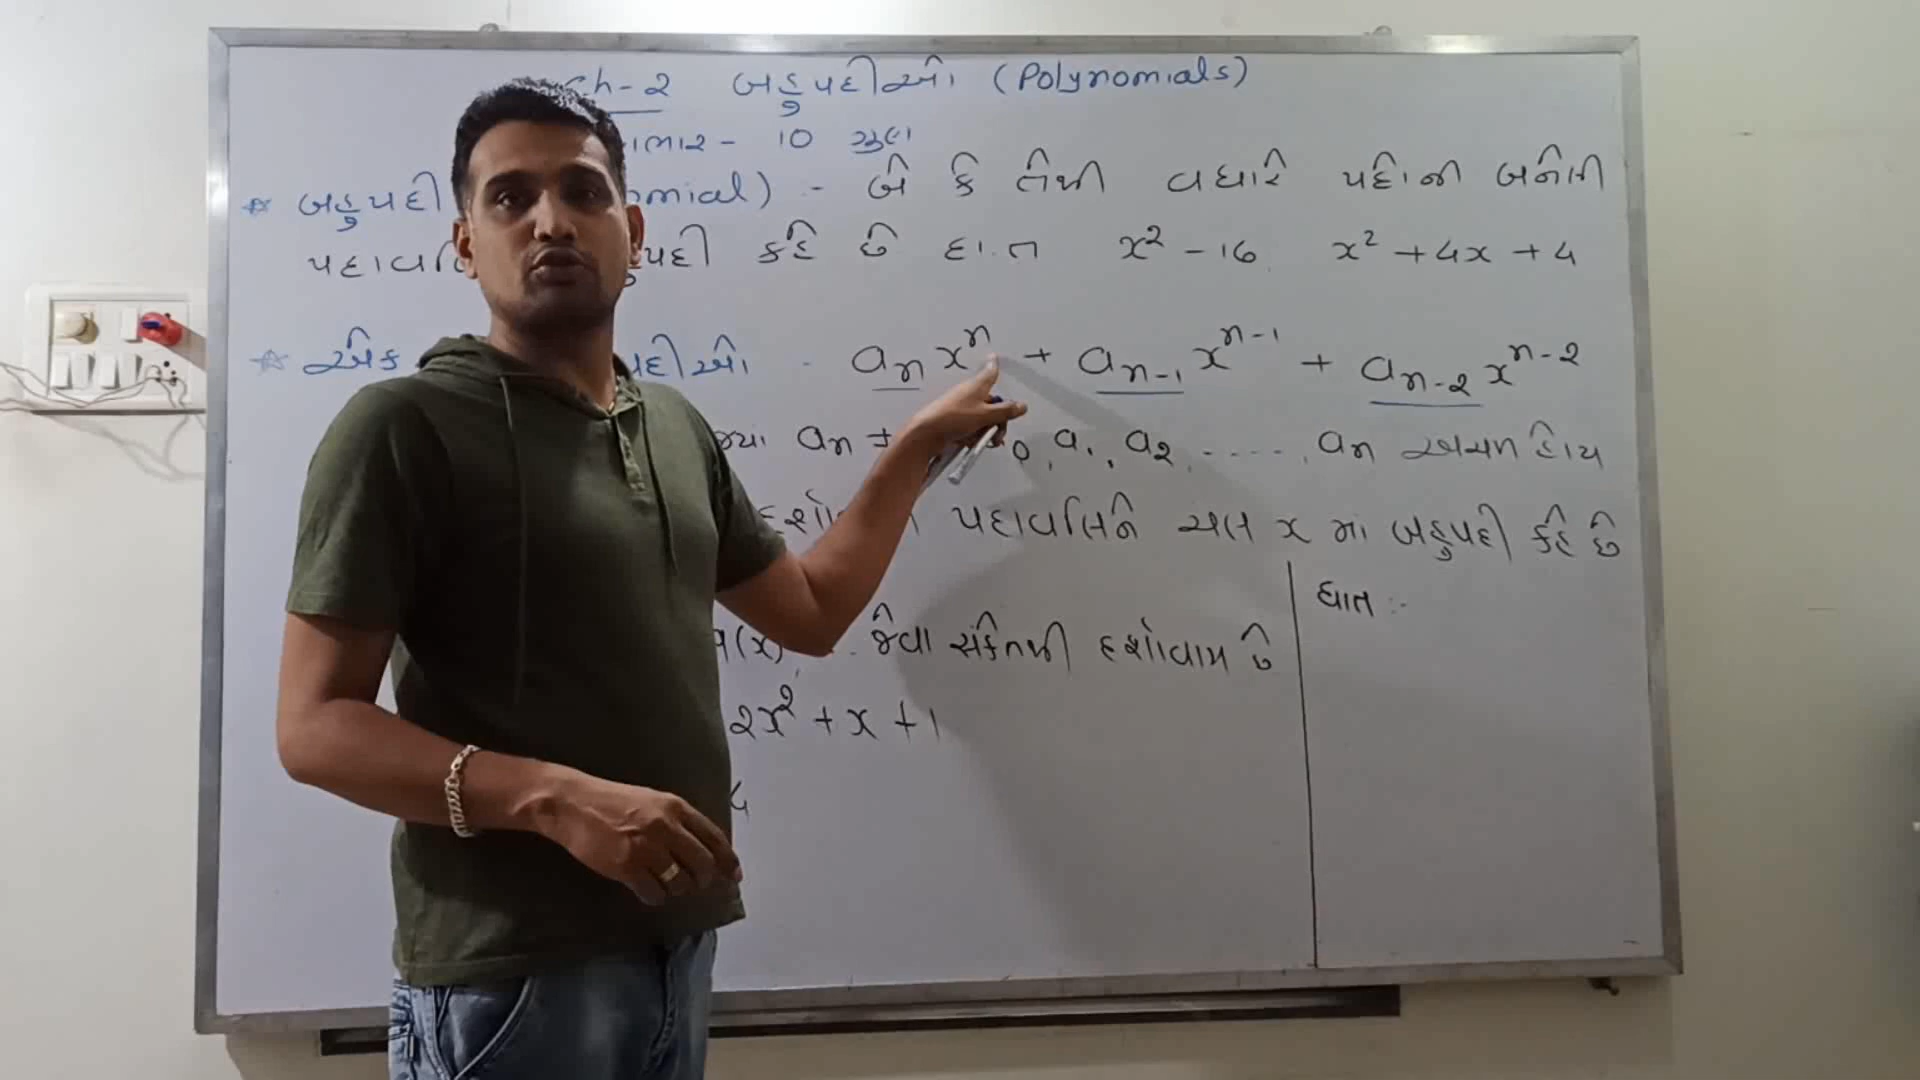 ch-2 બહુપદીઓ (Polynomials)
ભાર - 10 ગુણ
☆ બહુપદી omial) :- બે કે તેથી વધારે પદોની બનેલી
પદાવલિ પદી કહે છે દા.ત x² - 16, x² + 4x + 4
☆ એક પદીઓ - aₙxⁿ + aₙ₋₁xⁿ⁻¹ + aₙ₋₂xⁿ⁻²
જ્યાં aₙ ₀, a₁, a₂, ....., aₙ અચળ હોય
પદાવલિને ચલ x માં બહુપદી કહે છે
(x) .. જેવા સંકેતથી દર્શાવાય છે
ઘાત :-
2x² + x + 1